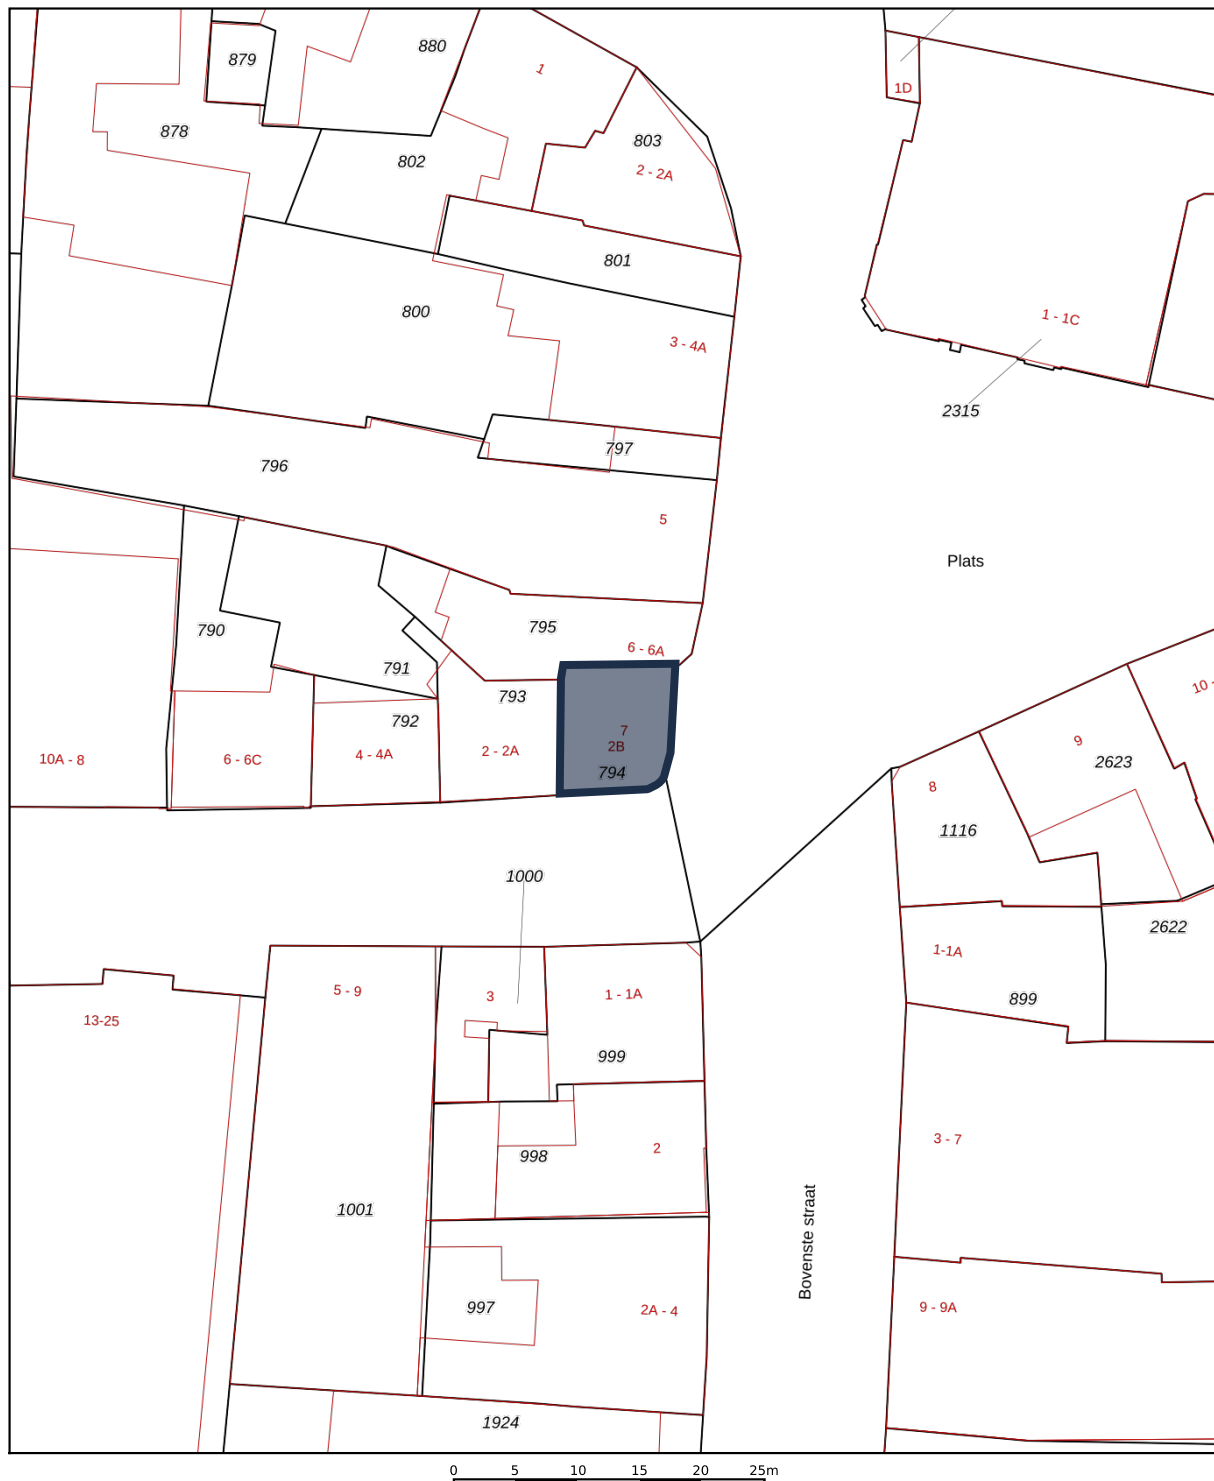 880
879
1
1D
878
803
802
2 - 2A
801
800
1 - 1C
3 - 4A
2315
797
796
5
Plats
790
795
6 - 6A
791
793
10 -
792
7
9
2B
2 - 2A
4 - 4A
6 - 6C
10A - 8
2623
794
8
1116
1000
2622
1-1A
5 - 9
3
1 - 1A
899
13-25
999
3 - 7
2
998
1001
Bovenste straat
997
2A - 4
9 - 9A
1924
0 5 10 15 20 25m